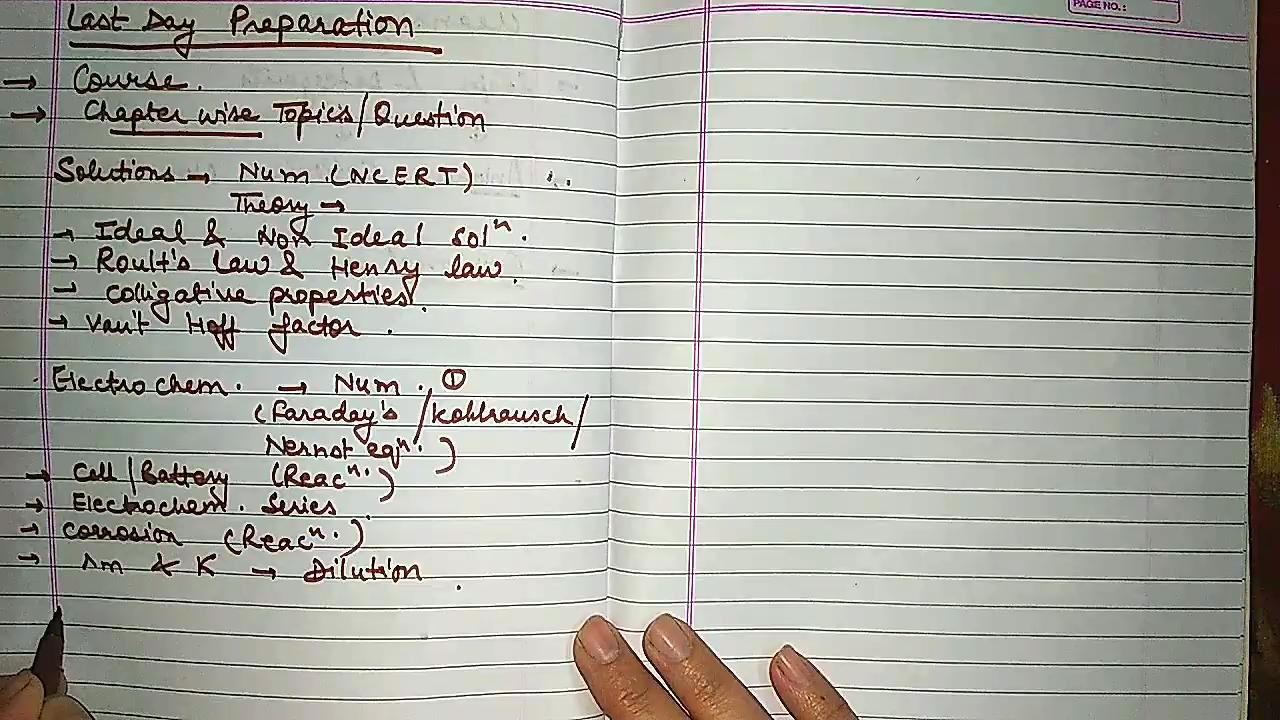 PAGE NO.:
Last Day Preparation
→ Course.
→ Chapter wise Topics/Question
Solutions → Num. (NCERT)
Theory →
→ Ideal & Non Ideal solⁿ.
→ Roult's Law & Henry law.
→ Colligative properties.
→ Van't Hoff factor.
Electrochem. → Num. ①
(Faraday's /Kohlrausch/
Nernst eqⁿ.)
→ Cell/Battery (Reacⁿ.)
→ Electrochem. Series.
→ Corrosion (Reacⁿ.)
→ Λm & K → Dilution.